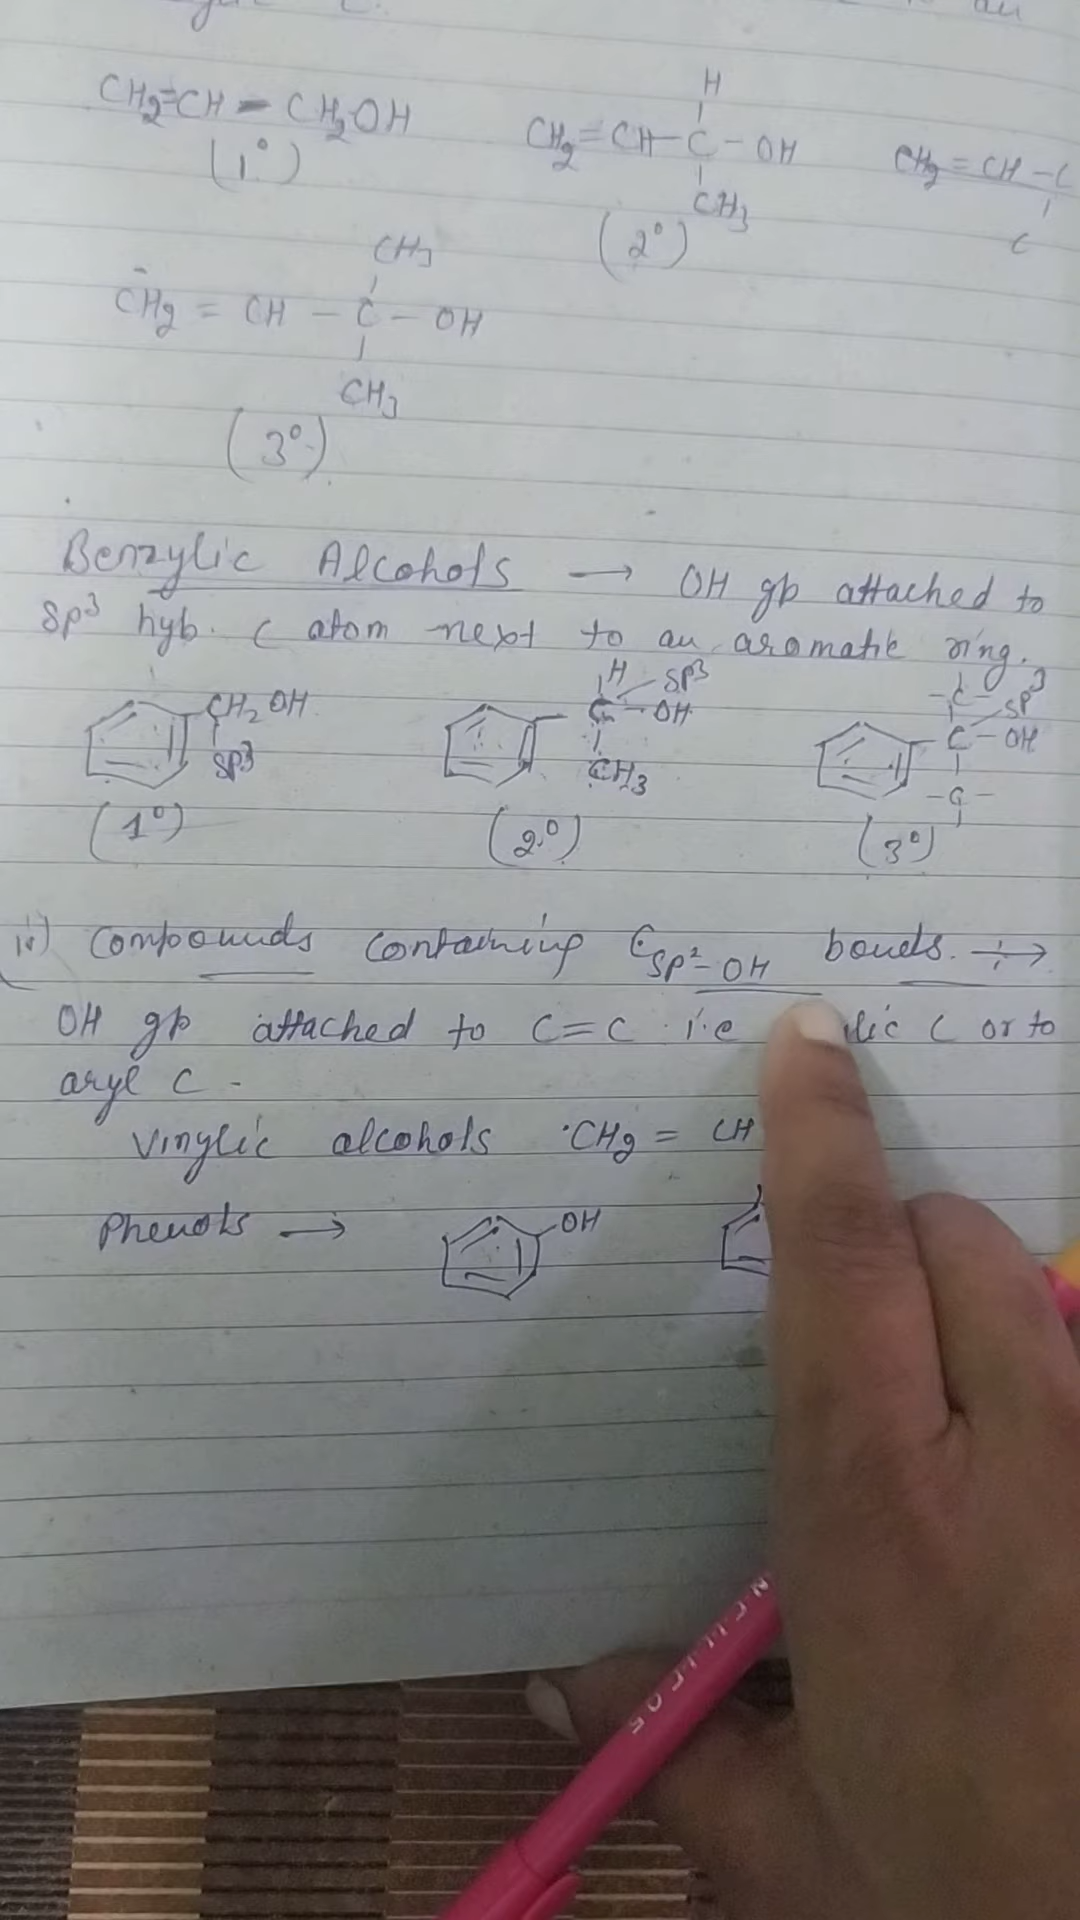 CH2=CH-CH2OH
(1°)
H
CH2=CH-C-OH
CH3
(2°)
CH2=CH-C
C
CH3
CH2=CH-C-OH
CH3
(3°)
Benzylic Alcohols → OH gp attached to
sp³ hyb. C atom next to an aromatic ring.
CH2OH
sp3
(1°)
H
sp3
C-OH
CH3
(2°)
-C-
sp3
C-OH
-C-
(3°)
Compounds containing Csp²-OH bonds. ÷→
OH gp attached to C=C i.e lic C or to
aryl C -
Vinylic alcohols CH2=CH
Phenols → OH